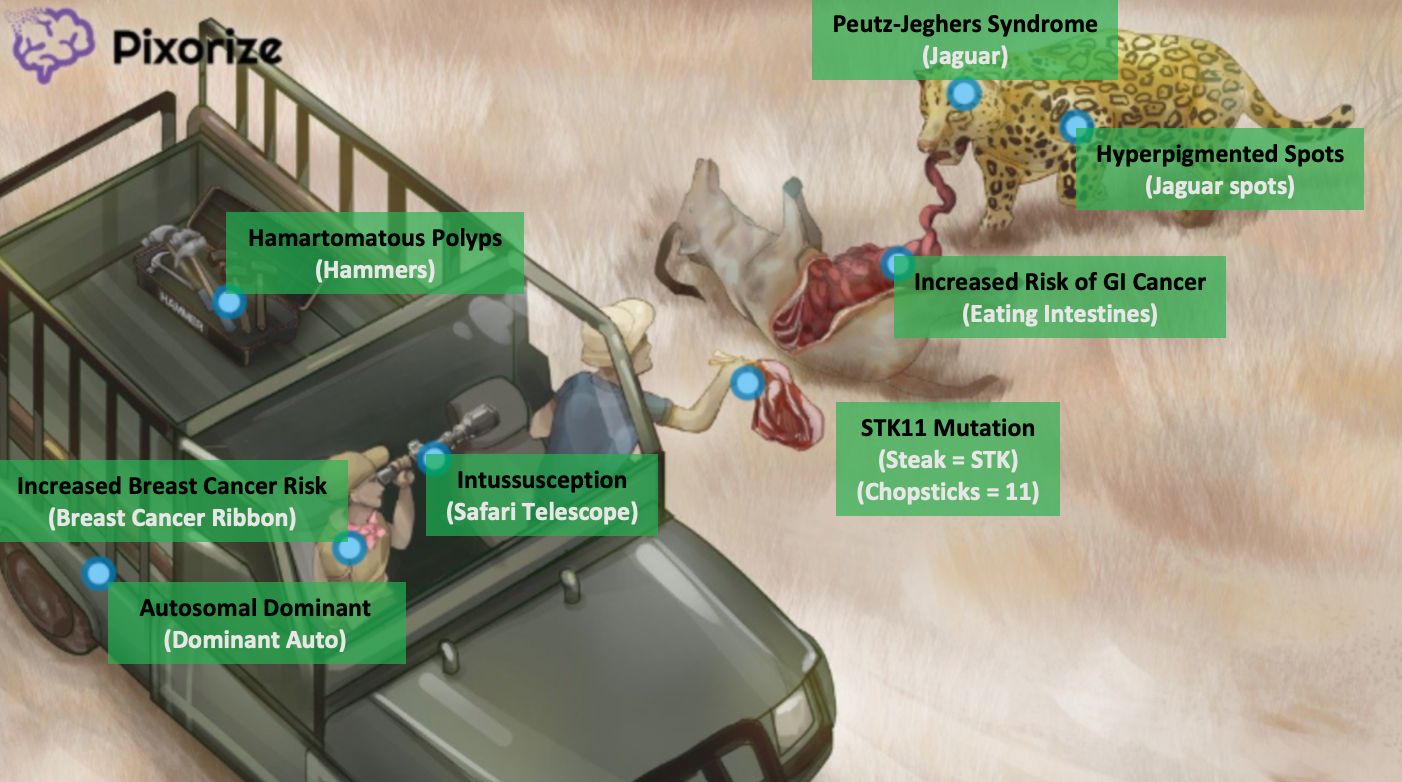 Pixorize
Peutz-Jeghers Syndrome
(Jaguar)
Hyperpigmented Spots
(Jaguar spots)
Hamartomatous Polyps
(Hammers)
HAMMER
Increased Risk of GI Cancer
(Eating Intestines)
STK11 Mutation
(Steak = STK)
(Chopsticks = 11)
Increased Breast Cancer Risk
(Breast Cancer Ribbon)
Intussusception
(Safari Telescope)
Autosomal Dominant
(Dominant Auto)